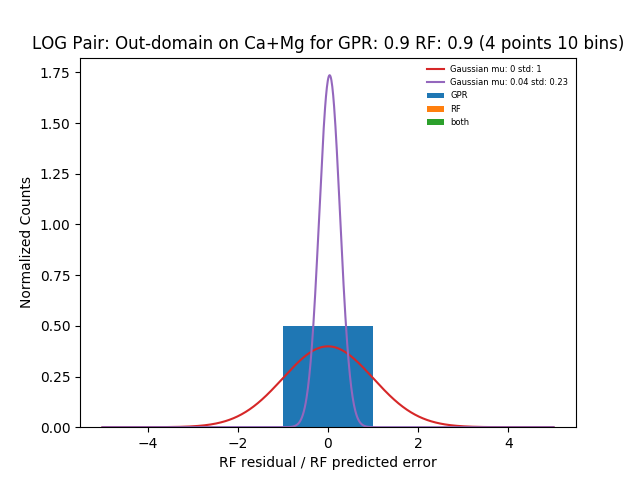 LOG Pair: Out-domain on Ca+Mg for GPR: 0.9 RF: 0.9 (4 points 10 bins)
Gaussian mu: 0 std: 1
Gaussian mu: 0.04 std: 0.23
GPR
RF
both
Normalized Counts
1.75
1.50
1.25
1.00
0.75
0.50
0.25
0.00
−4 −2 0 2 4
RF residual / RF predicted error